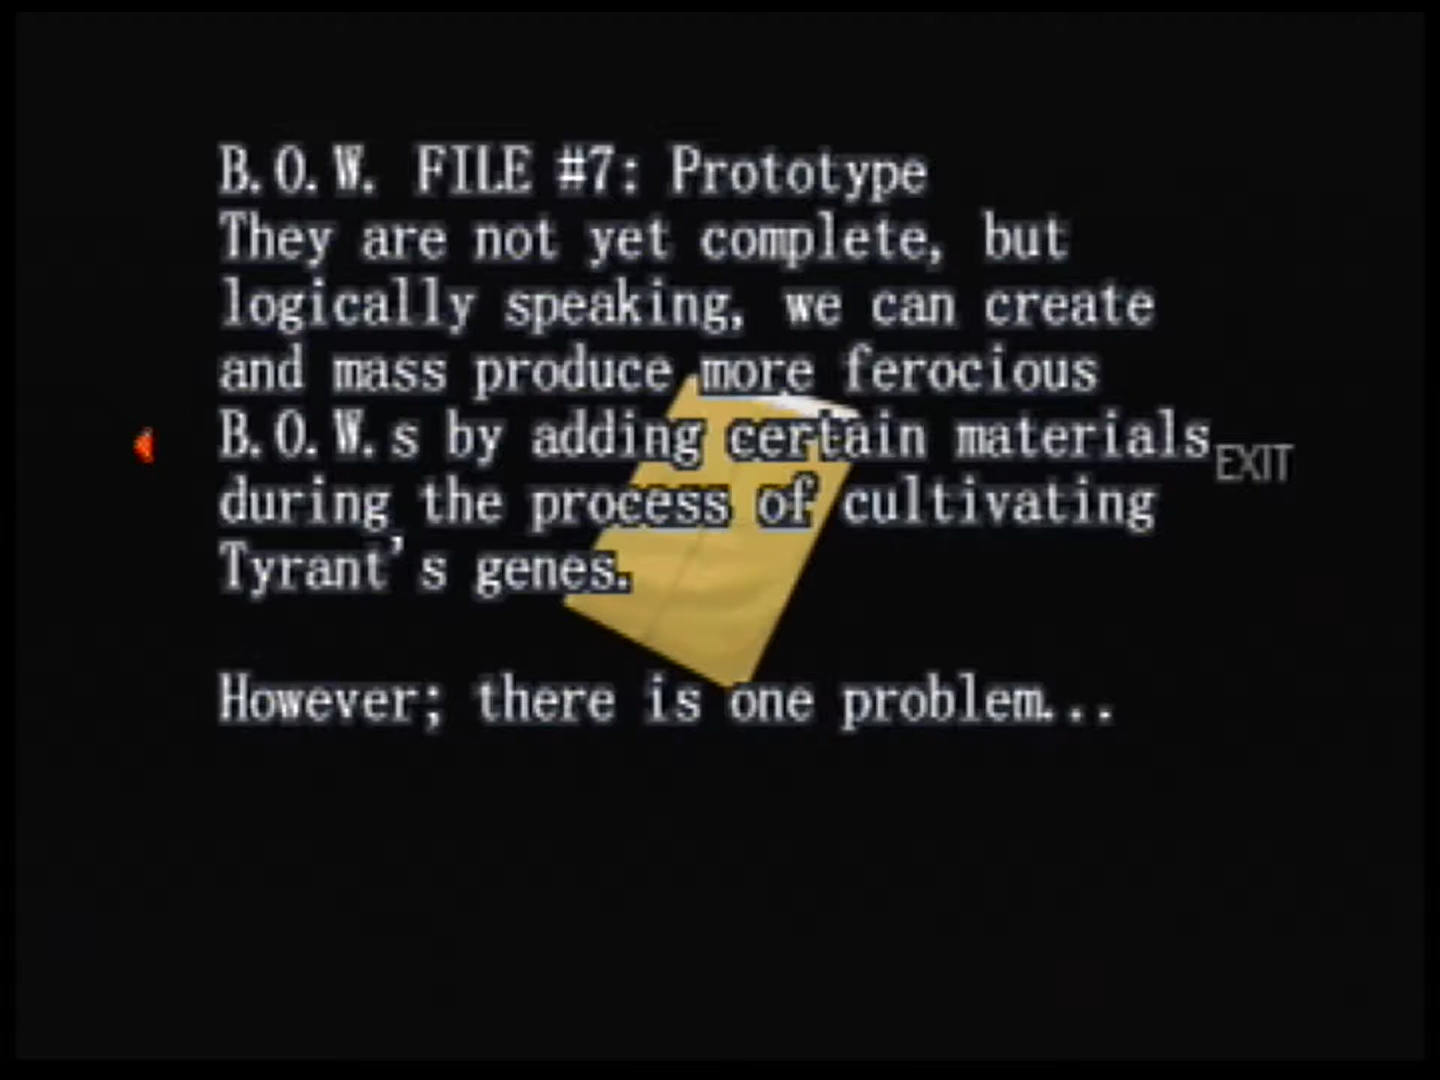 B.O.W. FILE #7: Prototype
They are not yet complete, but
logically speaking, we can create
and mass produce more ferocious
B.O.W.s by adding certain materials
EXIT
during the process of cultivating
Tyrant's genes.
However; there is one problem...